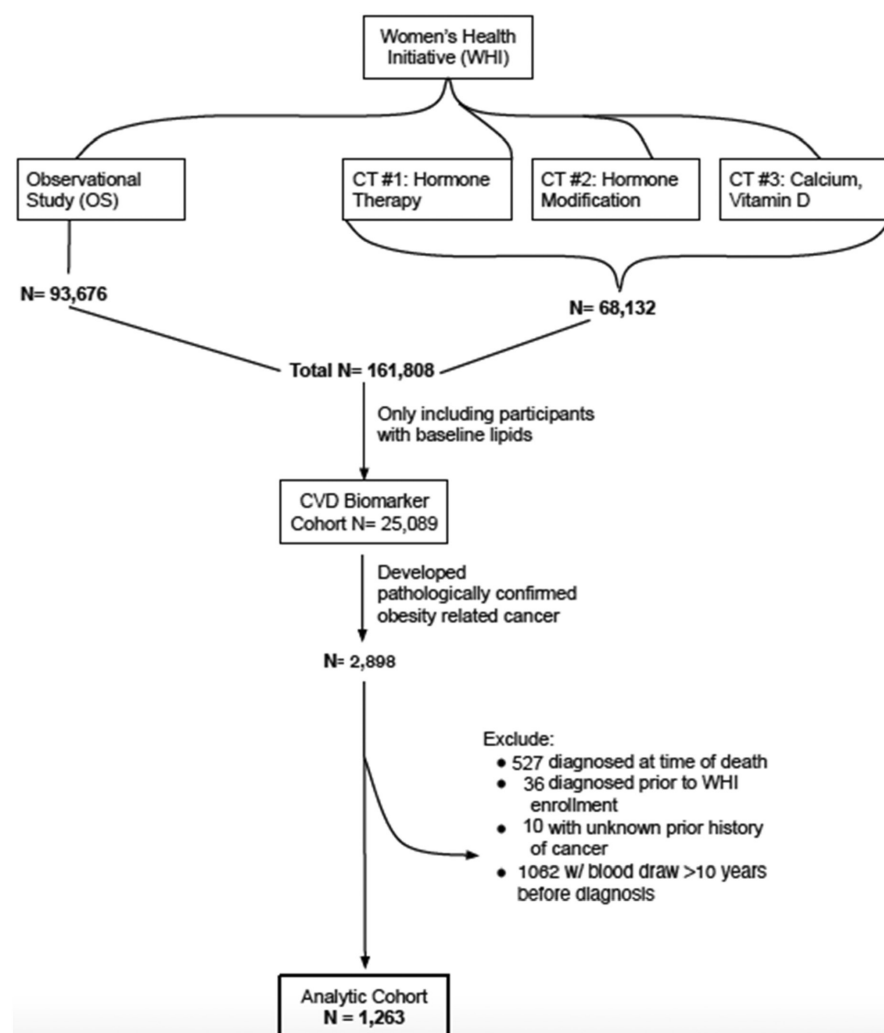 Women's Health
Initiative (WHI)
Observational
Study (OS)
CT #1: Hormone
Therapy
CT #2: Hormone
Modification
CT #3: Calcium,
Vitamin D
N= 93,676
N= 68,132
Total N= 161,808
Only including participants
with baseline lipids
CVD Biomarker
Cohort N= 25,089
Developed
pathologically confirmed
obesity related cancer
N= 2,898
Exclude:
• 527 diagnosed at time of death
• 36 diagnosed prior to WHI
enrollment
• 10 with unknown prior history
of cancer
• 1062 w/ blood draw >10 years
before diagnosis
Analytic Cohort
N = 1,263